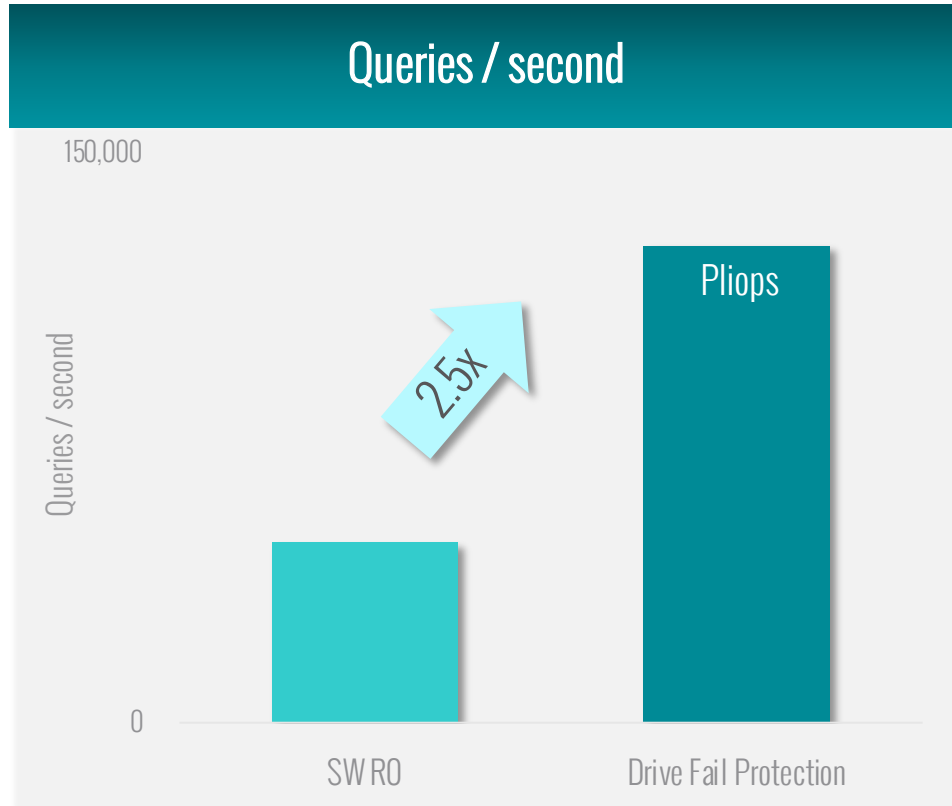 Queries / second
150,000
Queries / second
2.5x
Pliops
0
SW R0
Drive Fail Protection